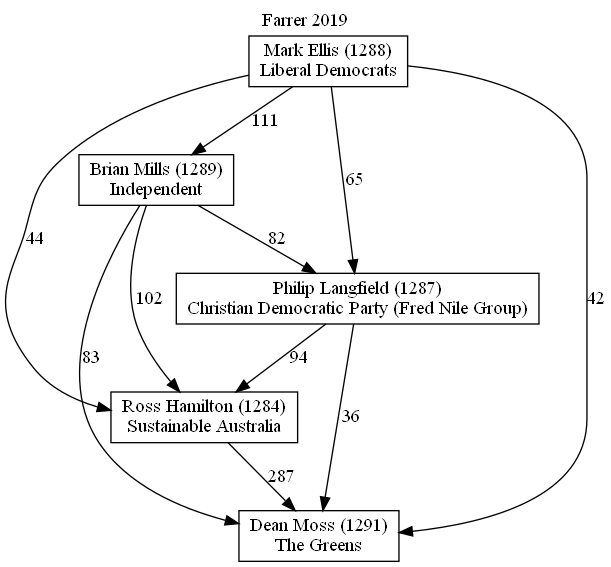 Farrer 2019
Mark Ellis (1288)
Liberal Democrats
111
Brian Mills (1289)
Independent
65
44
82
Philip Langfield (1287)
Christian Democratic Party (Fred Nile Group)
102
42
83
94
Ross Hamilton (1284)
Sustainable Australia
36
287
Dean Moss (1291)
The Greens